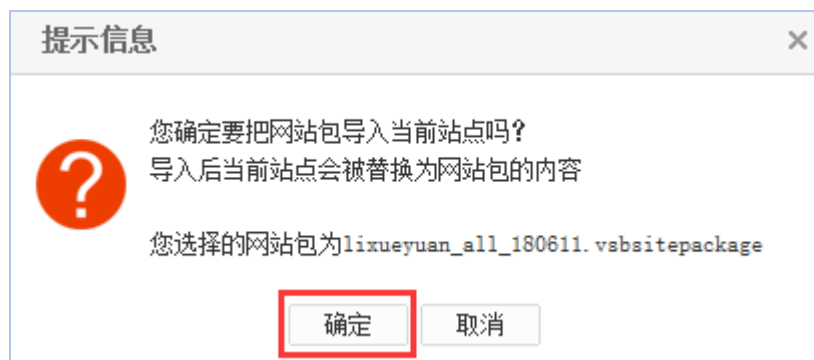 提示信息
×
您确定要把网站包导入当前站点吗?
导入后当前站点会被替换为网站包的内容
您选择的网站包为lixueyuan_all_180611.vsbsitepackage
确定
取消